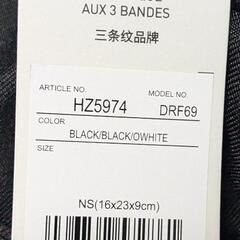 AUX 3 BANDES
三条纹品牌
ARTICLE NO. MODEL NO.
HZ5974 DRF69
COLOR
BLACK/BLACK/OWHITE
SIZE
NS(16x23x9cm)